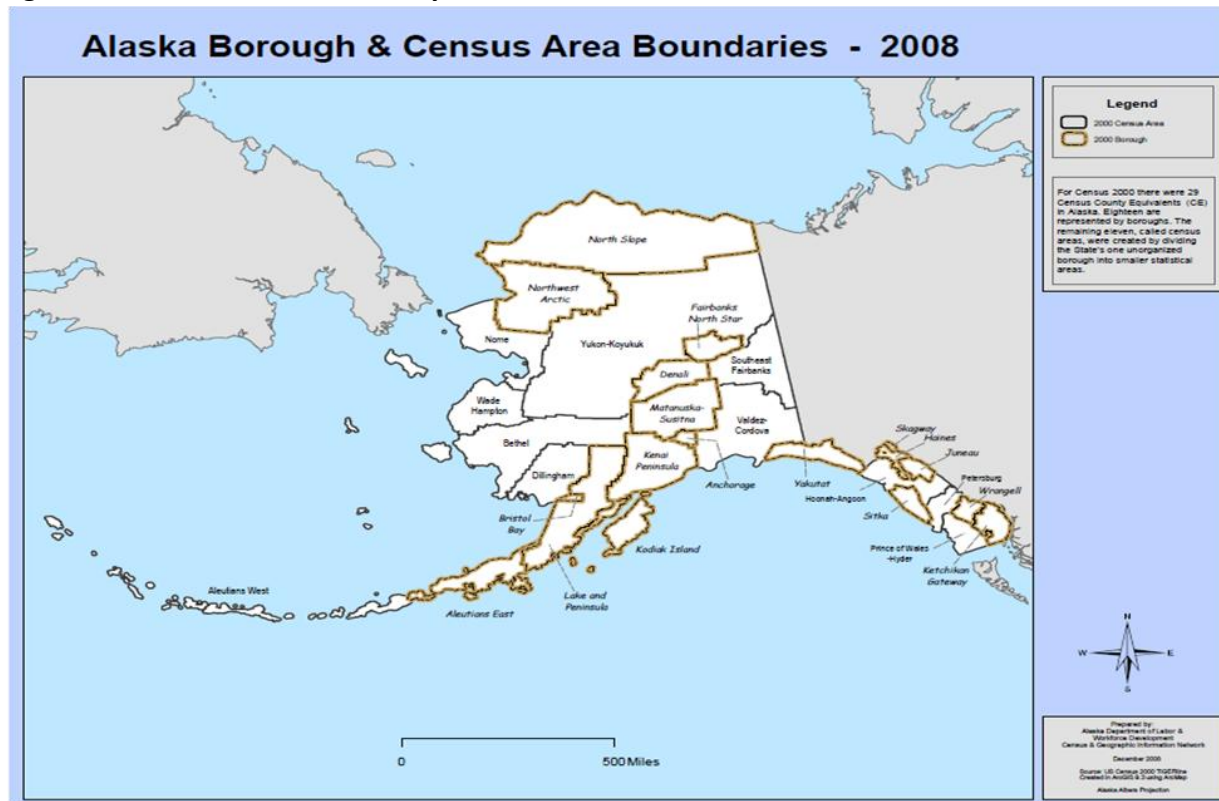 Alaska Borough & Census Area Boundaries - 2008
Legend
2000 Census Area
2000 Borough
For Census 2000 there were 29
Census County Equivalents (CE)
in Alaska. Eighteen are
represented by boroughs. The
remaining eleven, called census
areas, were created by dividing
the State's one unorganized
borough into smaller statistical
areas.
North Slope
Northwest
Arctic
Nome
Yukon-Koyukuk
Fairbanks
North Star
Southeast
Fairbanks
Denali
Wade
Hampton
Matanuska-
Susitna
Valdez-
Cordova
Bethel
Dillingham
Kenai
Peninsula
Anchorage
Yakutat
Skagway
Haines
Juneau
Hoonah-Angoon
Petersburg
Wrangell
Sitka
Prince of Wales
-Hyder
Ketchikan
Gateway
Bristol
Bay
Kodiak Island
Lake and
Peninsula
Aleutians East
Aleutians West
0 500 Miles
N
W E
S
Prepared by:
Alaska Department of Labor &
Workforce Development
Census & Geographic Information Network
December 2008
Source: US Census 2000 TIGER/line
Alaska Albers Projection